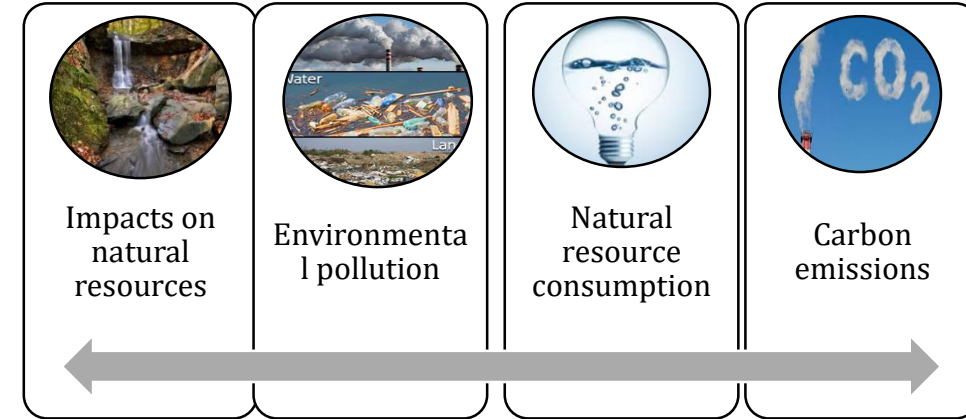 Impacts on
natural
resources
Water
Lan
Environmenta
l pollution
Natural
resource
consumption
CO2
Carbon
emissions